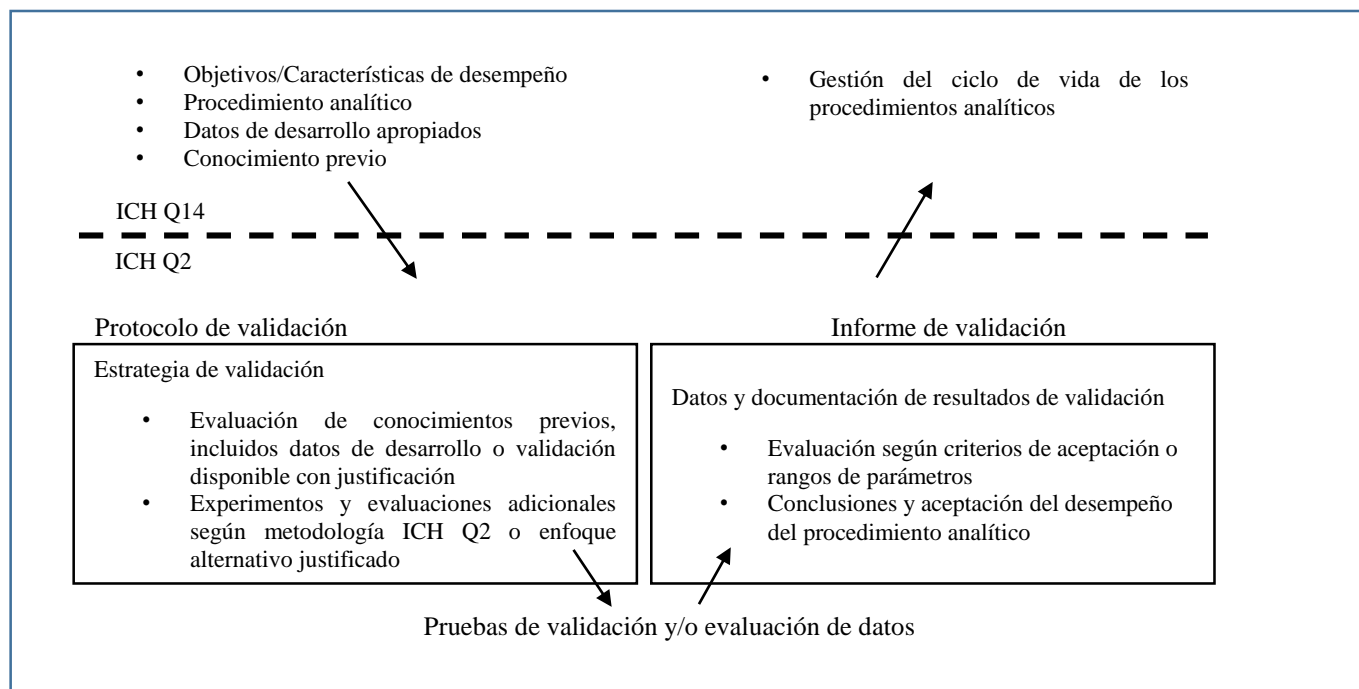 • Objetivos/Características de desempeño
• Procedimiento analítico
• Datos de desarrollo apropiados
• Conocimiento previo
• Gestión del ciclo de vida de los
procedimientos analíticos
ICH Q14
ICH Q2
Protocolo de validación
Estrategia de validación
• Evaluación de conocimientos previos,
incluidos datos de desarrollo o validación
disponible con justificación
• Experimentos y evaluaciones adicionales
según metodología ICH Q2 o enfoque
alternativo justificado
Informe de validación
Datos y documentación de resultados de validación
• Evaluación según criterios de aceptación o
rangos de parámetros
• Conclusiones y aceptación del desempeño
del procedimiento analítico
Pruebas de validación y/o evaluación de datos